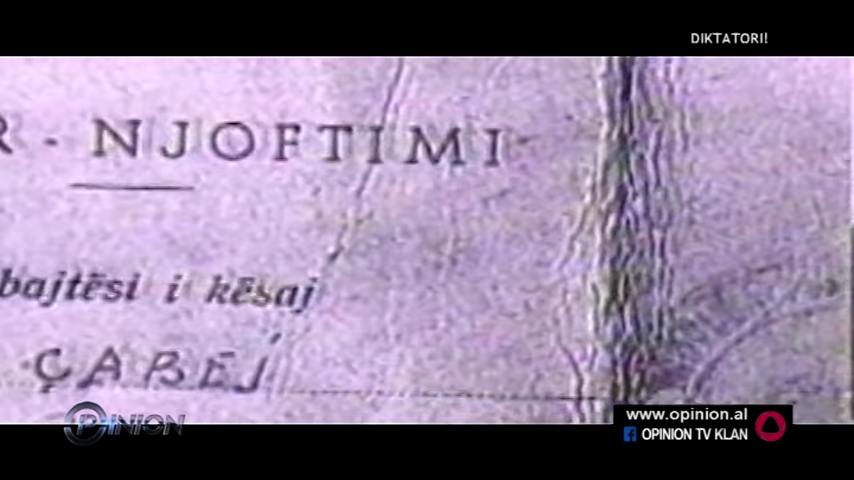 DIKTATORI!
R - NJOFTIMI
bajtësi i kësaj
ÇABEJ
OPINION
www.opinion.al
OPINION TV KLAN